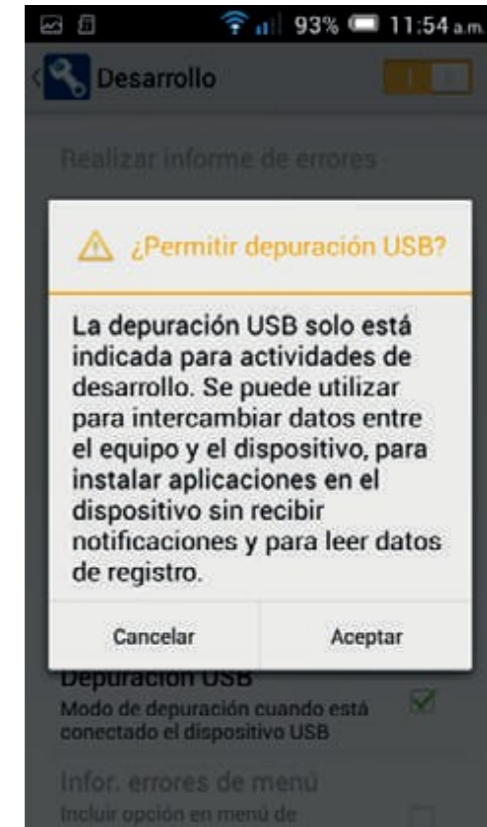 93% 11:54 a.m.
Desarrollo
Realizar informe de errores
¿Permitir depuración USB?
La depuración USB solo está
indicada para actividades de
desarrollo. Se puede utilizar
para intercambiar datos entre
el equipo y el dispositivo, para
instalar aplicaciones en el
dispositivo sin recibir
notificaciones y para leer datos
de registro.
Cancelar Aceptar
Depuración USB
Modo de depuración cuando está
conectado el dispositivo USB
Infor. errores de menú
Incluir opción en menú de